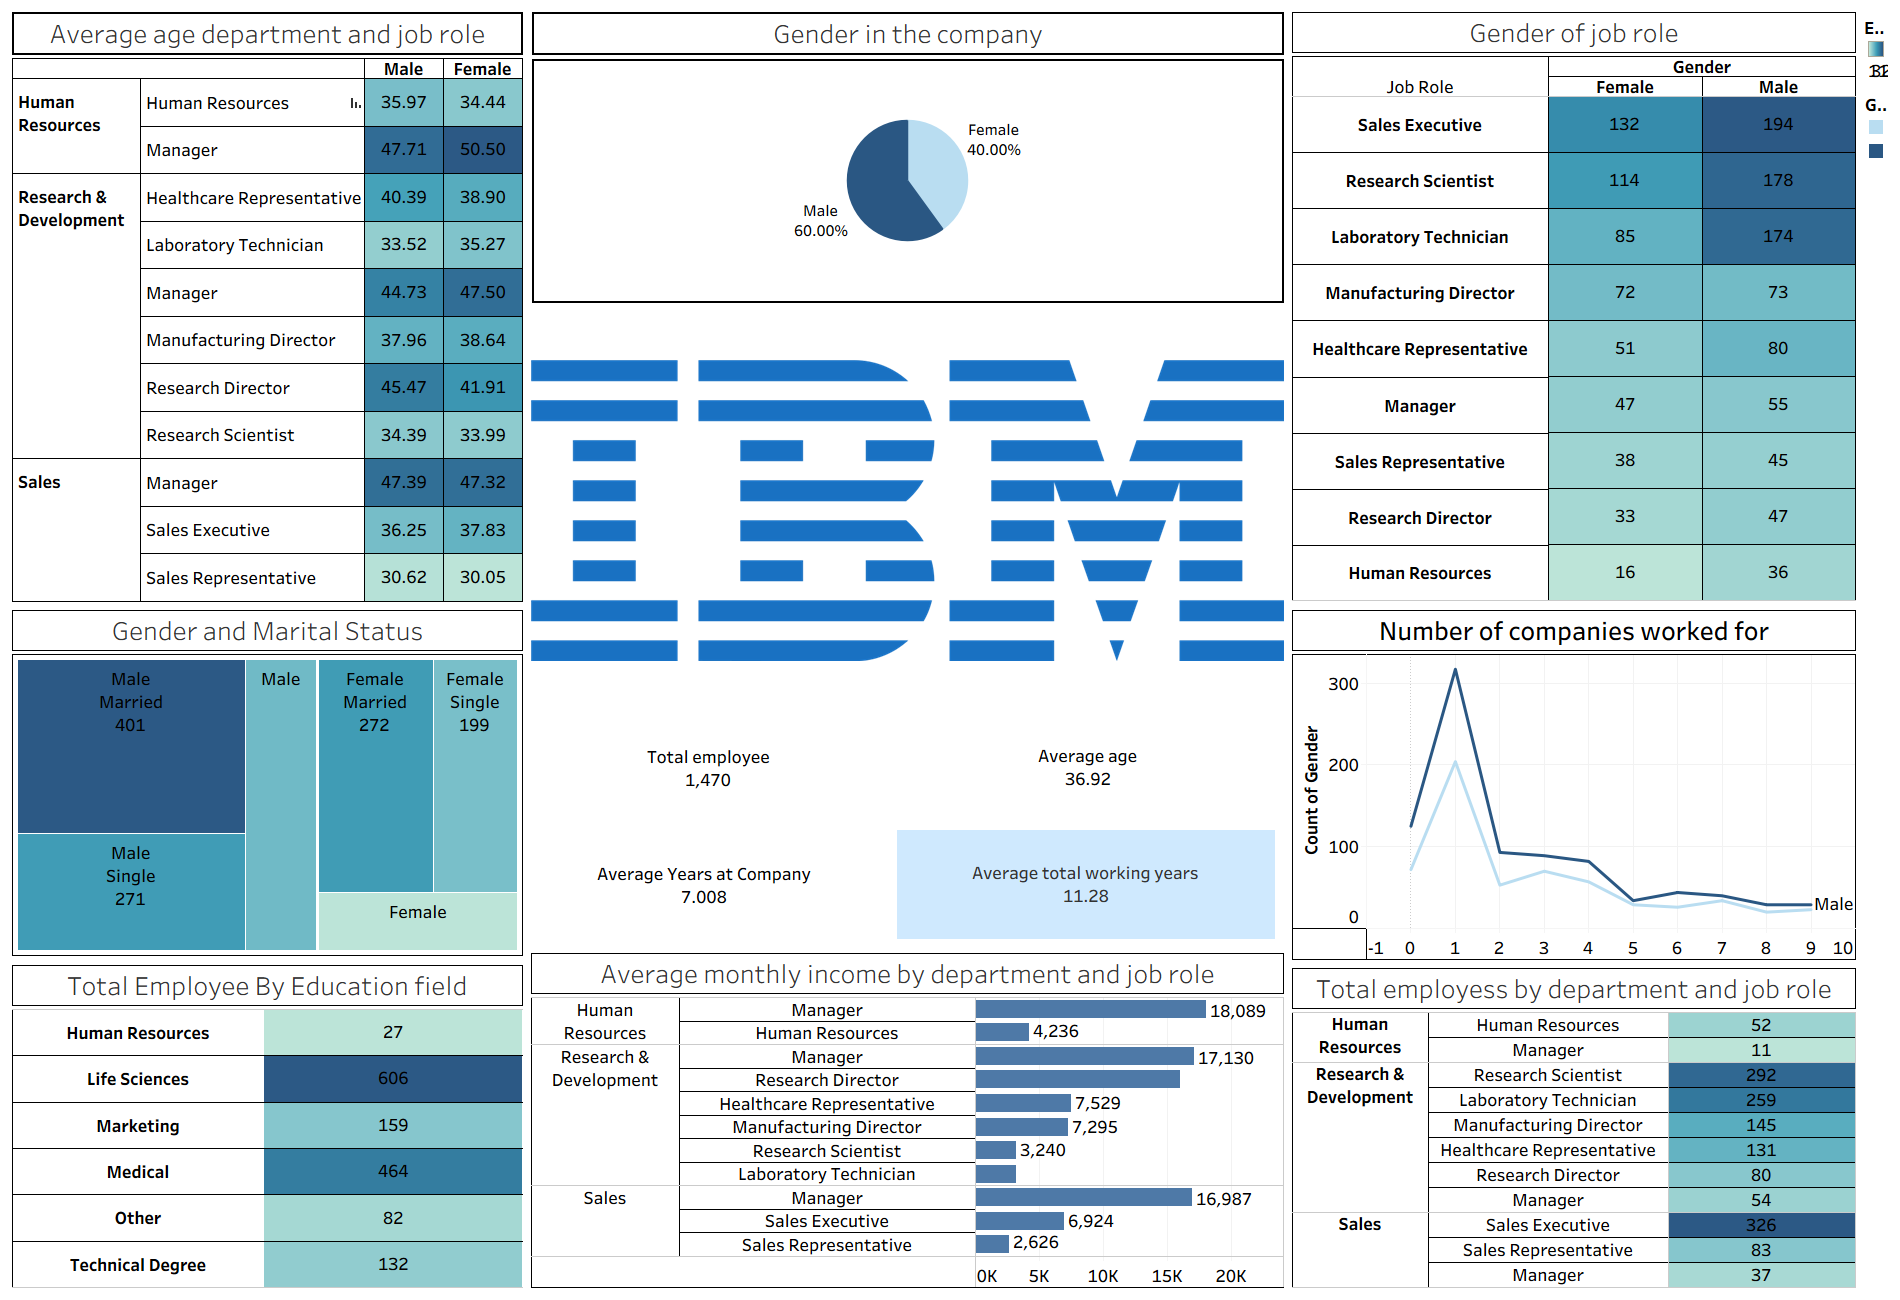 Average age department and job role
Male Female
Human Resources Human Resources 35.97 34.44
Manager 47.71 50.50
Research & Development Healthcare Representative 40.39 38.90
Laboratory Technician 33.52 35.27
Manager 44.73 47.50
Manufacturing Director 37.96 38.64
Research Director 45.47 41.91
Research Scientist 34.39 33.99
Sales Manager 47.39 47.32
Sales Executive 36.25 37.83
Sales Representative 30.62 30.05
Gender and Marital Status
Male
Married
401
Male
Single
271
Male
Female
Married
272
Female
Single
199
Female
Total Employee By Education field
Human Resources 27
Life Sciences 606
Marketing 159
Medical 464
Other 82
Technical Degree 132
Gender in the company
Female
40.00%
Male
60.00%
IBM
Total employee
1,470
Average age
36.92
Average Years at Company
7.008
Average total working years
11.28
Average monthly income by department and job role
Human Resources Manager 18,089
Human Resources 4,236
Research & Development Manager 17,130
Research Director
Healthcare Representative 7,529
Manufacturing Director 7,295
Research Scientist 3,240
Laboratory Technician
Sales Manager 16,987
Sales Executive 6,924
Sales Representative 2,626
0K 5K 10K 15K 20K
Gender of job role
Gender
Job Role Female Male
Sales Executive 132 194
Research Scientist 114 178
Laboratory Technician 85 174
Manufacturing Director 72 73
Healthcare Representative 51 80
Manager 47 55
Sales Representative 38 45
Research Director 33 47
Human Resources 16 36
E..
G..
Number of companies worked for
Count of Gender
300
200
100
0
Male
-1 0 1 2 3 4 5 6 7 8 9 10
Total employess by department and job role
Human Resources Human Resources 52
Manager 11
Research & Development Research Scientist 292
Laboratory Technician 259
Manufacturing Director 145
Healthcare Representative 131
Research Director 80
Manager 54
Sales Sales Executive 326
Sales Representative 83
Manager 37